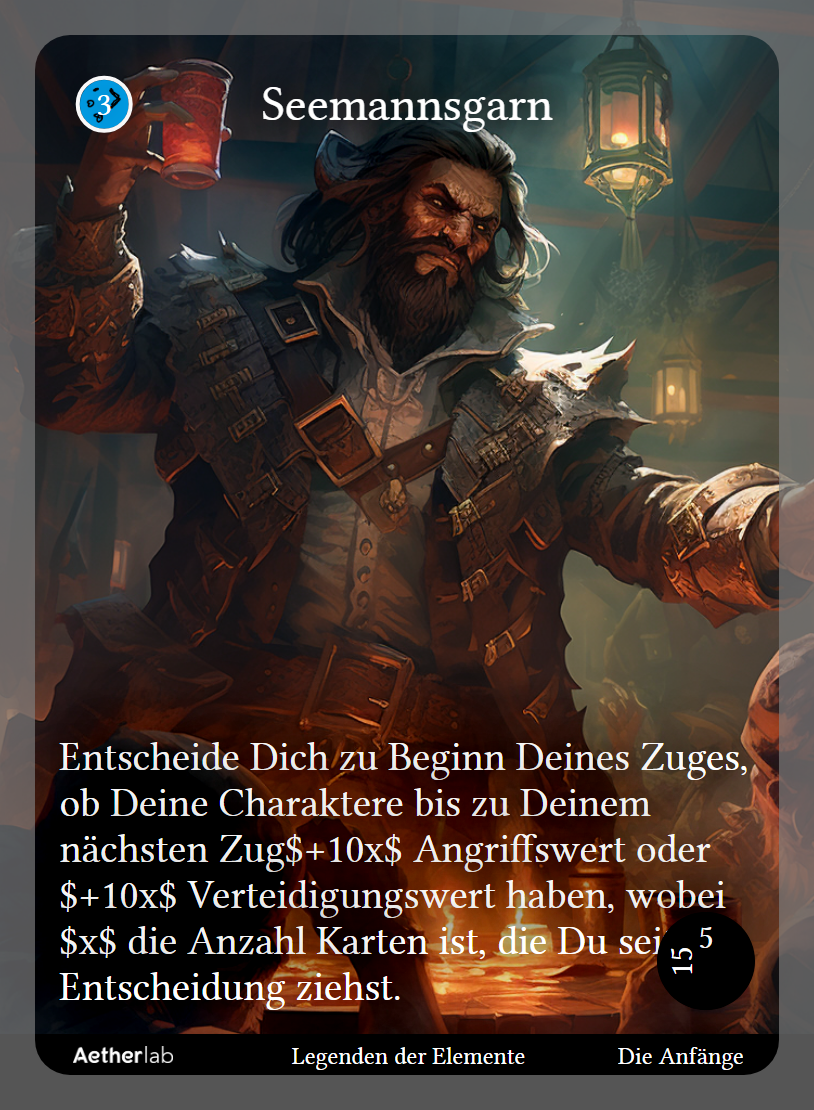 3
Seemannsgarn
Entscheide Dich zu Beginn Deines Zuges,
ob Deine Charaktere bis zu Deinem
nächsten Zug$+10x$ Angriffswert oder
$+10x$ Verteidigungswert haben, wobei
$x$ die Anzahl Karten ist, die Du
Entscheidung ziehst.
15
5
Aetherlab
Legenden der Elemente
Die Anfänge